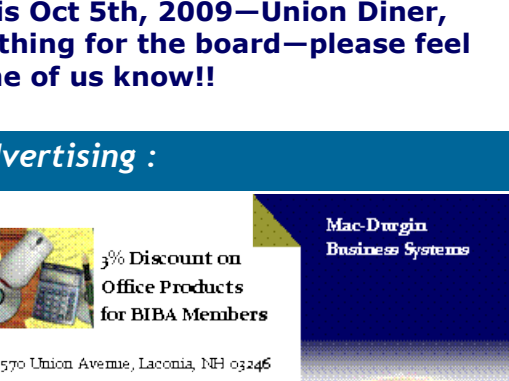 is Oct 5th, 2009—Union Diner,
thing for the board—please feel
ne of us know!!
vertising :
3% Discount on
Office Products
for BIBA Members
570 Union Avenue, Laconia, NH 03246
Mac-Durgin
Business Systems